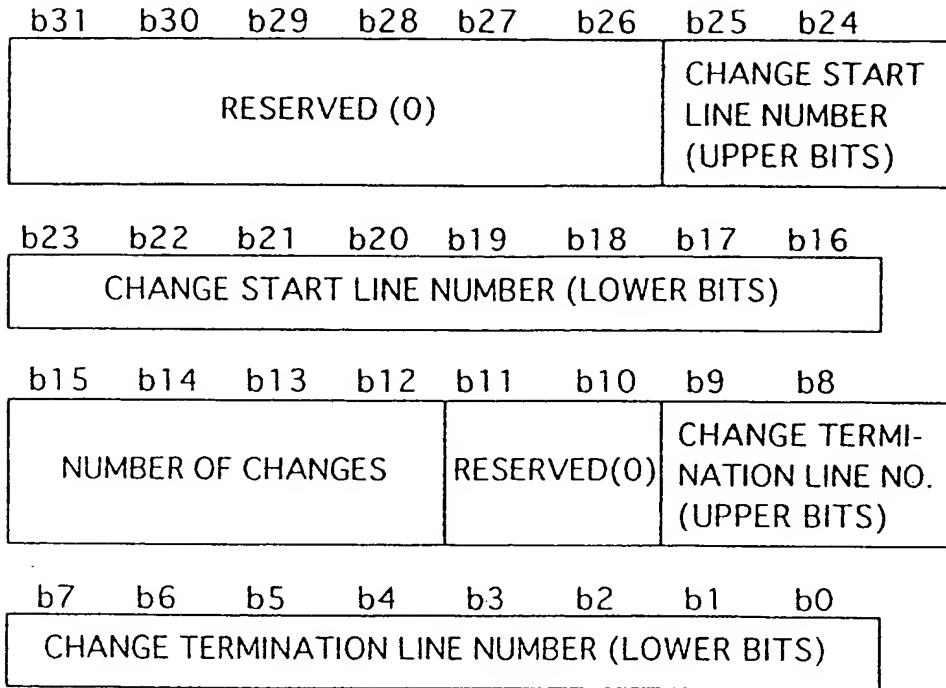 b31 b30 b29 b28 b27 b26 b25 b24
RESERVED (0)
CHANGE START
LINE NUMBER
(UPPER BITS)
b23 b22 b21 b20 b19 b18 b17 b16
CHANGE START LINE NUMBER (LOWER BITS)
b15 b14 b13 b12 b11 b10 b9 b8
NUMBER OF CHANGES
RESERVED(0)
CHANGE TERMI-
NATION LINE NO.
(UPPER BITS)
b7 b6 b5 b4 b3 b2 b1 b0
CHANGE TERMINATION LINE NUMBER (LOWER BITS)